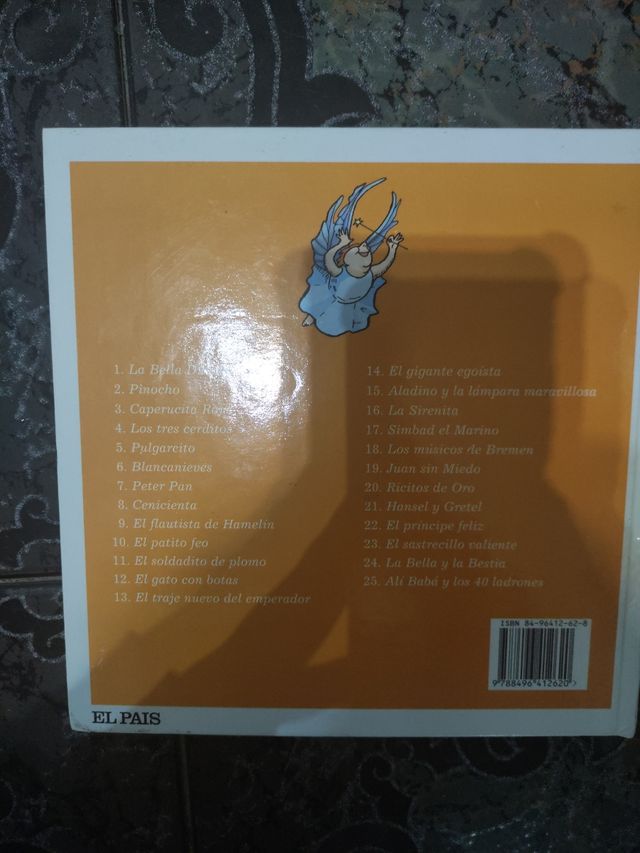 1. La Bella
2. Pinocho
3. Caperucita
4. Los tres cerditos
5. Pulgarcito
6. Blancanieves
7. Peter Pan
8. Cenicienta
9. El flautista de Hamelín
10. El patito feo
11. El soldadito de plomo
12. El gato con botas
13. El traje nuevo del emperador
14. El gigante egoísta
15. Aladino y la lámpara maravillosa
16. La Sirenita
17. Simbad el Marino
18. Los músicos de Bremen
19. Juan sin Miedo
20. Ricitos de Oro
21. Hansel y Gretel
22. El príncipe feliz
23. El sastrecillo valiente
24. La Bella y la Bestia
25. Alí Babá y los 40 ladrones
ISBN 84-96412-62-8
9 788496 412620 >
EL PAIS